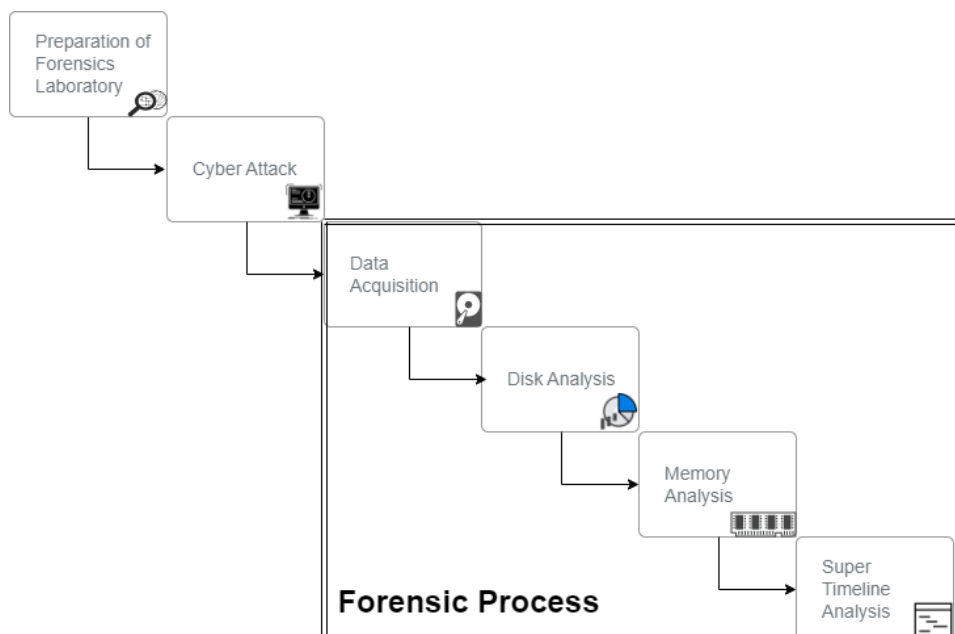 Preparation of
Forensics
Laboratory
Cyber Attack
Data
Acquisition
Disk Analysis
Memory
Analysis
Super
Timeline
Analysis
Forensic Process